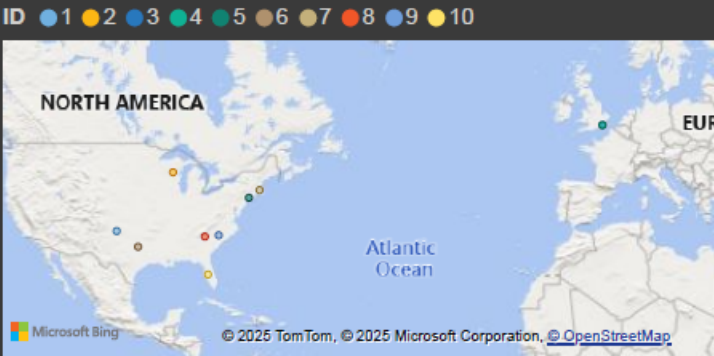 ID 1 2 3 4 5 6 7 8 9 10
NORTH AMERICA
EUR
Atlantic
Ocean
Microsoft Bing
© 2025 TomTom, © 2025 Microsoft Corporation, © OpenStreetMap